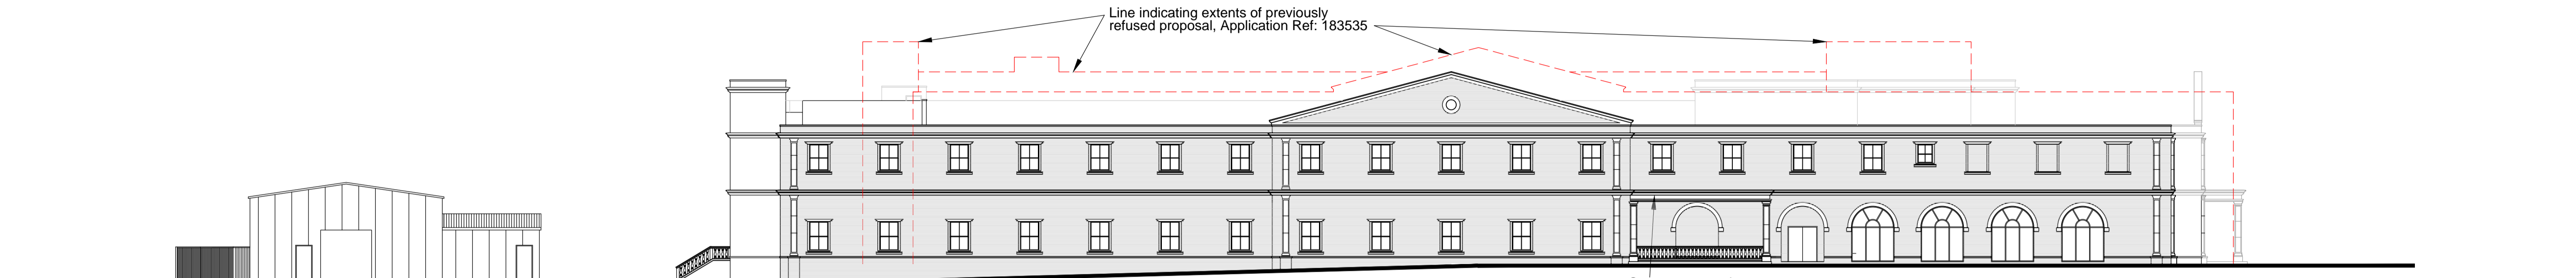 Line indicating extents of previously
refused proposal, Application Ref: 183535